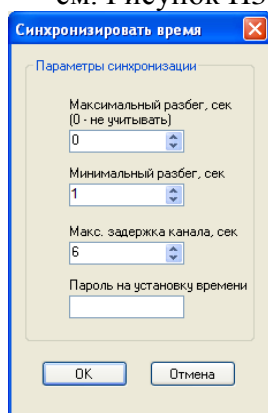 см. Рисунок П3
Синхронизировать время
Параметры синхронизации
Максимальный разбег, сек
(0 - не учитывать)
0
Минимальный разбег, сек
1
Макс. задержка канала, сек
6
Пароль на установку времени
OK Отмена